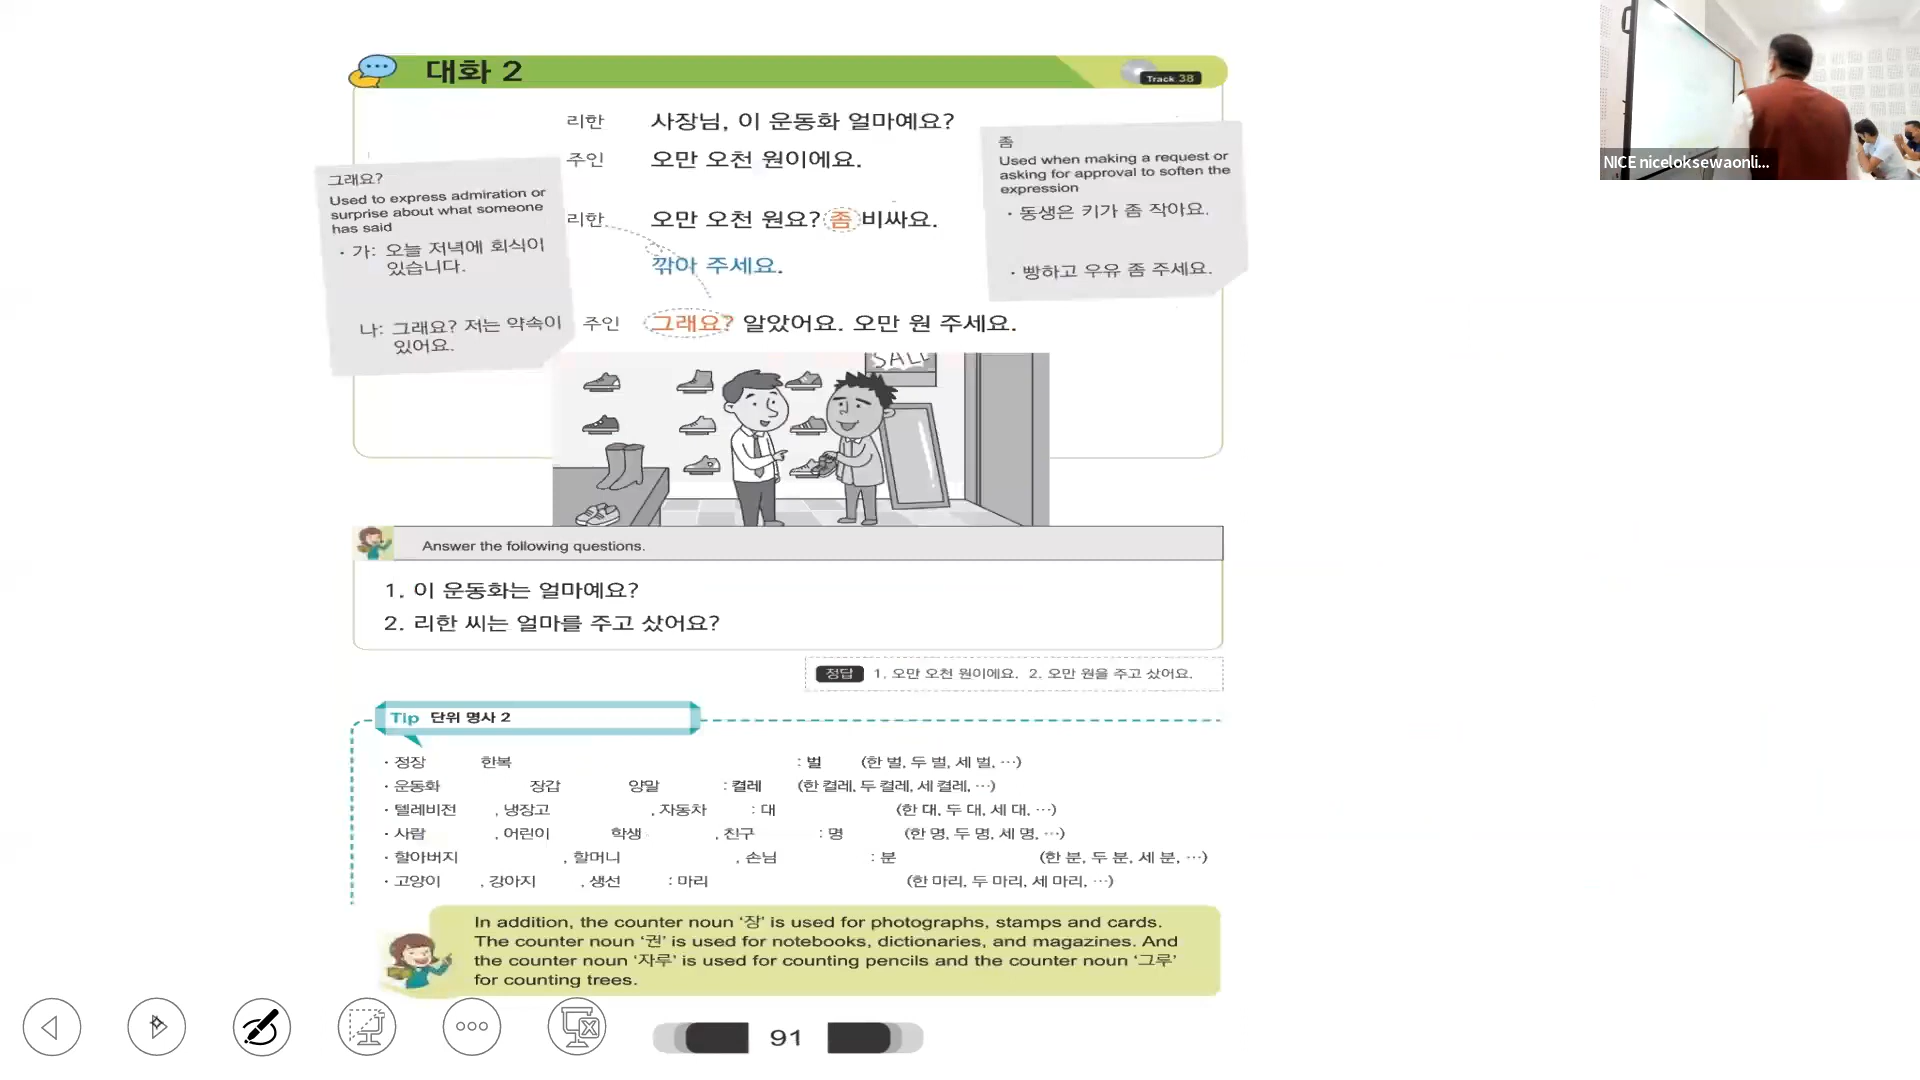 대화 2
Track 38
리한 사장님, 이 운동화 얼마예요?
주인 오만 오천 원이에요.
리한 오만 오천 원요? 좀 비싸요.
깎아 주세요.
주인 그래요? 알았어요. 오만 원 주세요.
그래요?
Used to express admiration or
surprise about what someone
has said
· 가: 오늘 저녁에 회식이
있습니다.
나: 그래요? 저는 약속이
있어요.
좀
Used when making a request or
asking for approval to soften the
expression
· 동생은 키가 좀 작아요.
· 빵하고 우유 좀 주세요.
SALE
Answer the following questions.
1. 이 운동화는 얼마예요?
2. 리한 씨는 얼마를 주고 샀어요?
정답 1. 오만 오천 원이에요. 2. 오만 원을 주고 샀어요.
Tip 단위 명사 2
· 정장 한복 : 벌 (한 벌, 두 벌, 세 벌, ···)
· 운동화 장갑 양말 : 켤레 (한 켤레, 두 켤레, 세 켤레, ···)
· 텔레비전 , 냉장고 , 자동차 : 대 (한 대, 두 대, 세 대, ···)
· 사람 , 어린이 학생 , 친구 : 명 (한 명, 두 명, 세 명, ···)
· 할아버지 , 할머니 , 손님 : 분 (한 분, 두 분, 세 분, ···)
· 고양이 , 강아지 , 생선 : 마리 (한 마리, 두 마리, 세 마리, ···)
In addition, the counter noun ‘장’ is used for photographs, stamps and cards.
The counter noun ‘권’ is used for notebooks, dictionaries, and magazines. And
the counter noun ‘자루’ is used for counting pencils and the counter noun ‘그루’
for counting trees.
91
NICE niceloksewaonli...